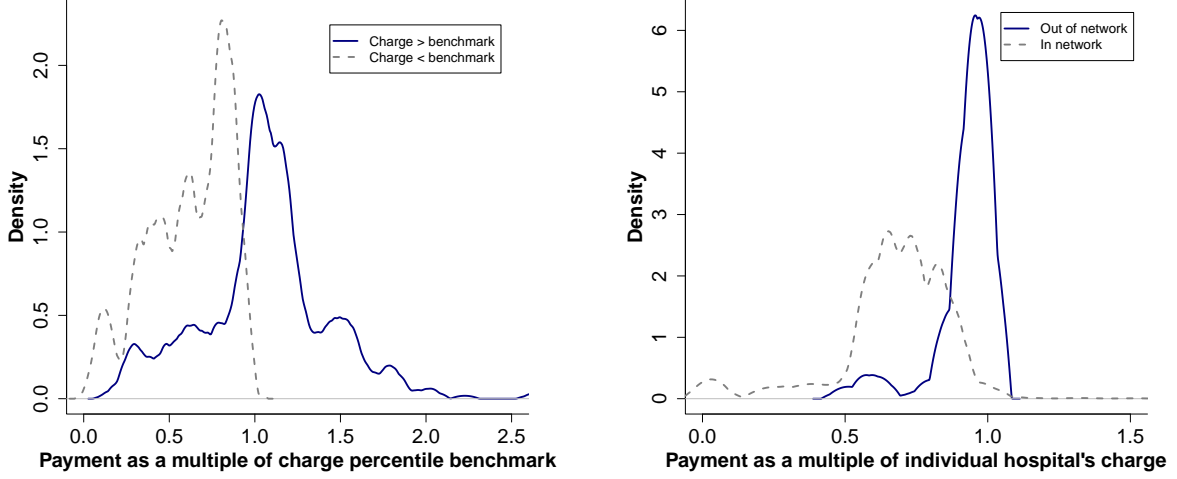 Density
2.0
1.5
1.0
0.5
0.0
Charge > benchmark
Charge < benchmark
0.0 0.5 1.0 1.5 2.0 2.5
Payment as a multiple of charge percentile benchmark
Density
6
5
4
3
2
1
0
Out of network
In network
0.0 0.5 1.0 1.5
Payment as a multiple of individual hospital's charge